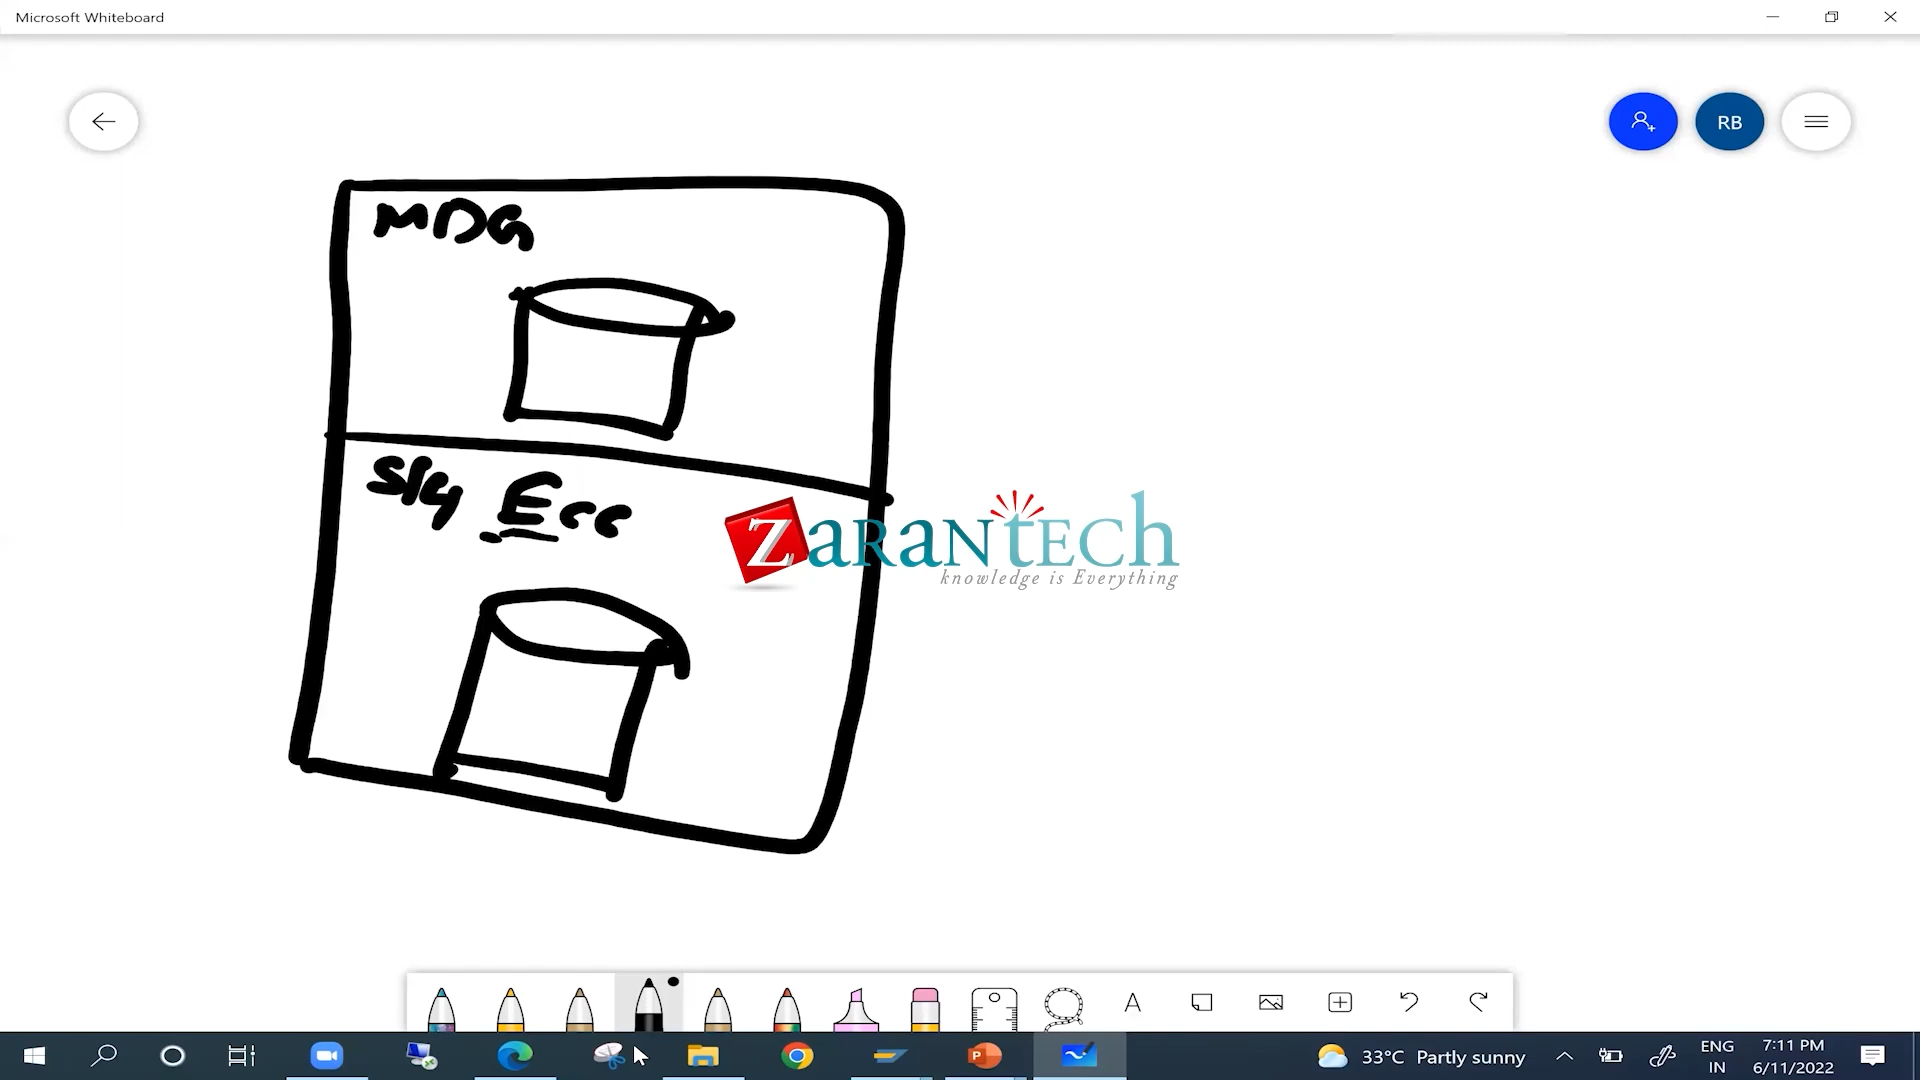 Microsoft Whiteboard
RB
MDG
S/4 Ecc
ZaranTech
knowledge is Everything
A
33°C Partly sunny
ENG
IN
7:11 PM
6/11/2022